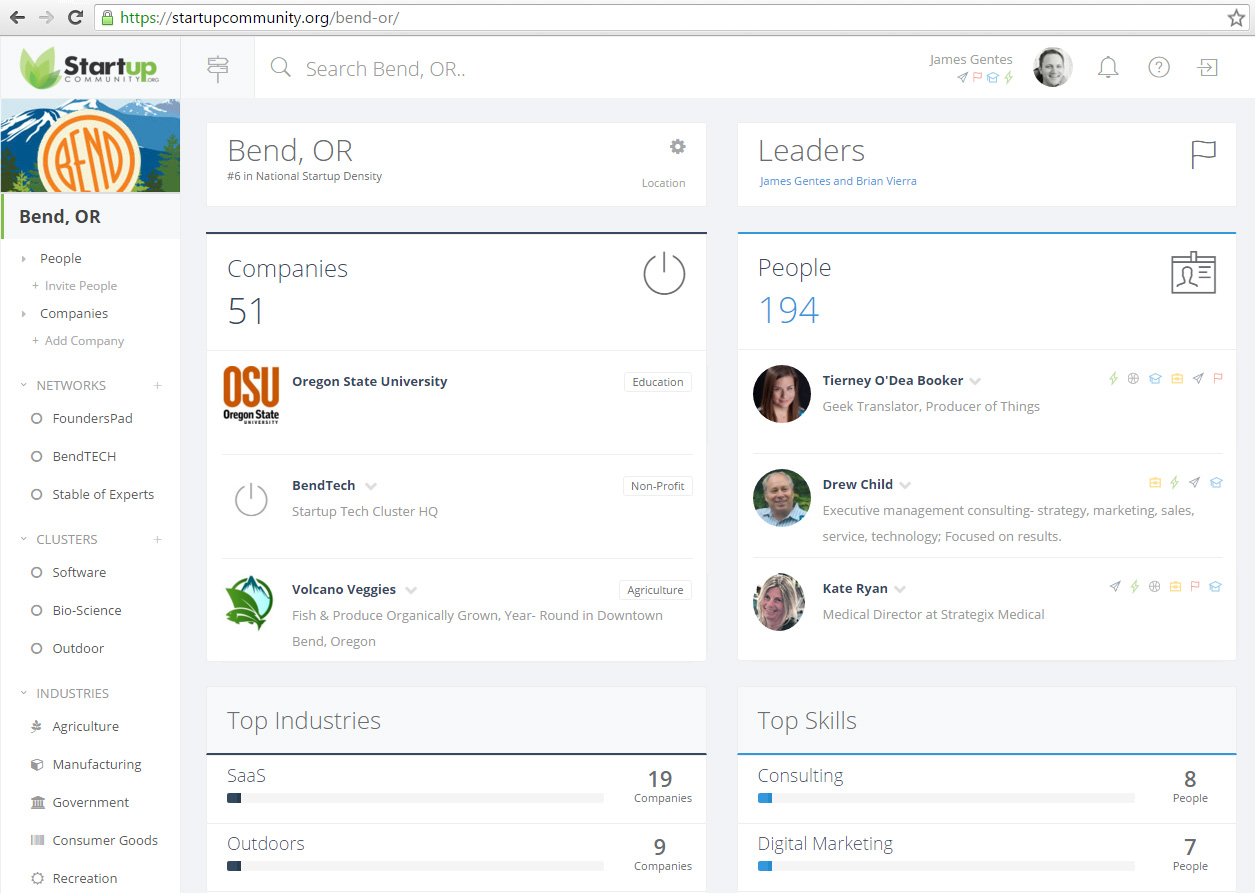 https://startupcommunity.org/bend-or/
Startup
COMMUNITY.ORG
Search Bend, OR..
James Gentes
BEND
Bend, OR
People
+ Invite People
Companies
+ Add Company
NETWORKS +
FoundersPad
BendTECH
Stable of Experts
CLUSTERS +
Software
Bio-Science
Outdoor
INDUSTRIES
Agriculture
Manufacturing
Government
Consumer Goods
Recreation
Bend, OR
#6 in National Startup Density
Location
Leaders
James Gentes and Brian Vierra
Companies
51
OSU
Oregon State
UNIVERSITY
Oregon State University
Education
BendTech
Non-Profit
Startup Tech Cluster HQ
Volcano Veggies
Agriculture
Fish & Produce Organically Grown, Year- Round in Downtown
Bend, Oregon
People
194
Tierney O'Dea Booker
Geek Translator, Producer of Things
Drew Child
Executive management consulting- strategy, marketing, sales,
service, technology; Focused on results.
Kate Ryan
Medical Director at Strategix Medical
Top Industries
SaaS
19
Companies
Outdoors
9
Companies
Top Skills
Consulting
8
People
Digital Marketing
7
People